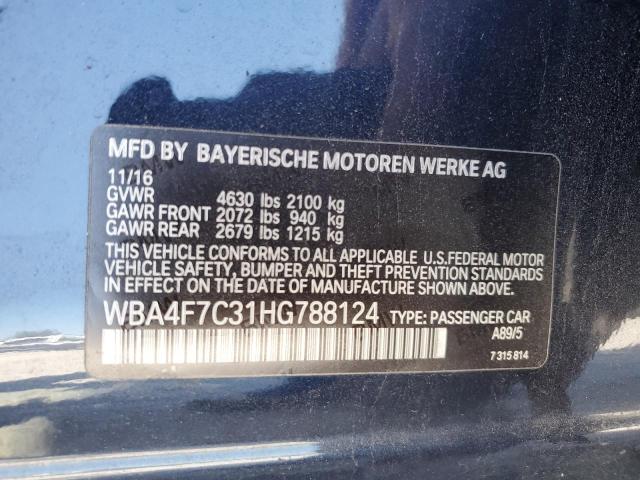 MFD BY BAYERISCHE MOTOREN WERKE AG
11/16
GVWR 4630 lbs 2100 kg
GAWR FRONT 2072 lbs 940 kg
GAWR REAR 2679 lbs 1215 kg
THIS VEHICLE CONFORMS TO ALL APPLICABLE U.S.FEDERAL MOTOR
VEHICLE SAFETY, BUMPER AND THEFT PREVENTION STANDARDS
IN EFFECT ON THE DATE OF MANUFACTURE SHOWN ABOVE.
WBA4F7C31HG788124 TYPE: PASSENGER CAR
A89/5
7 315 814